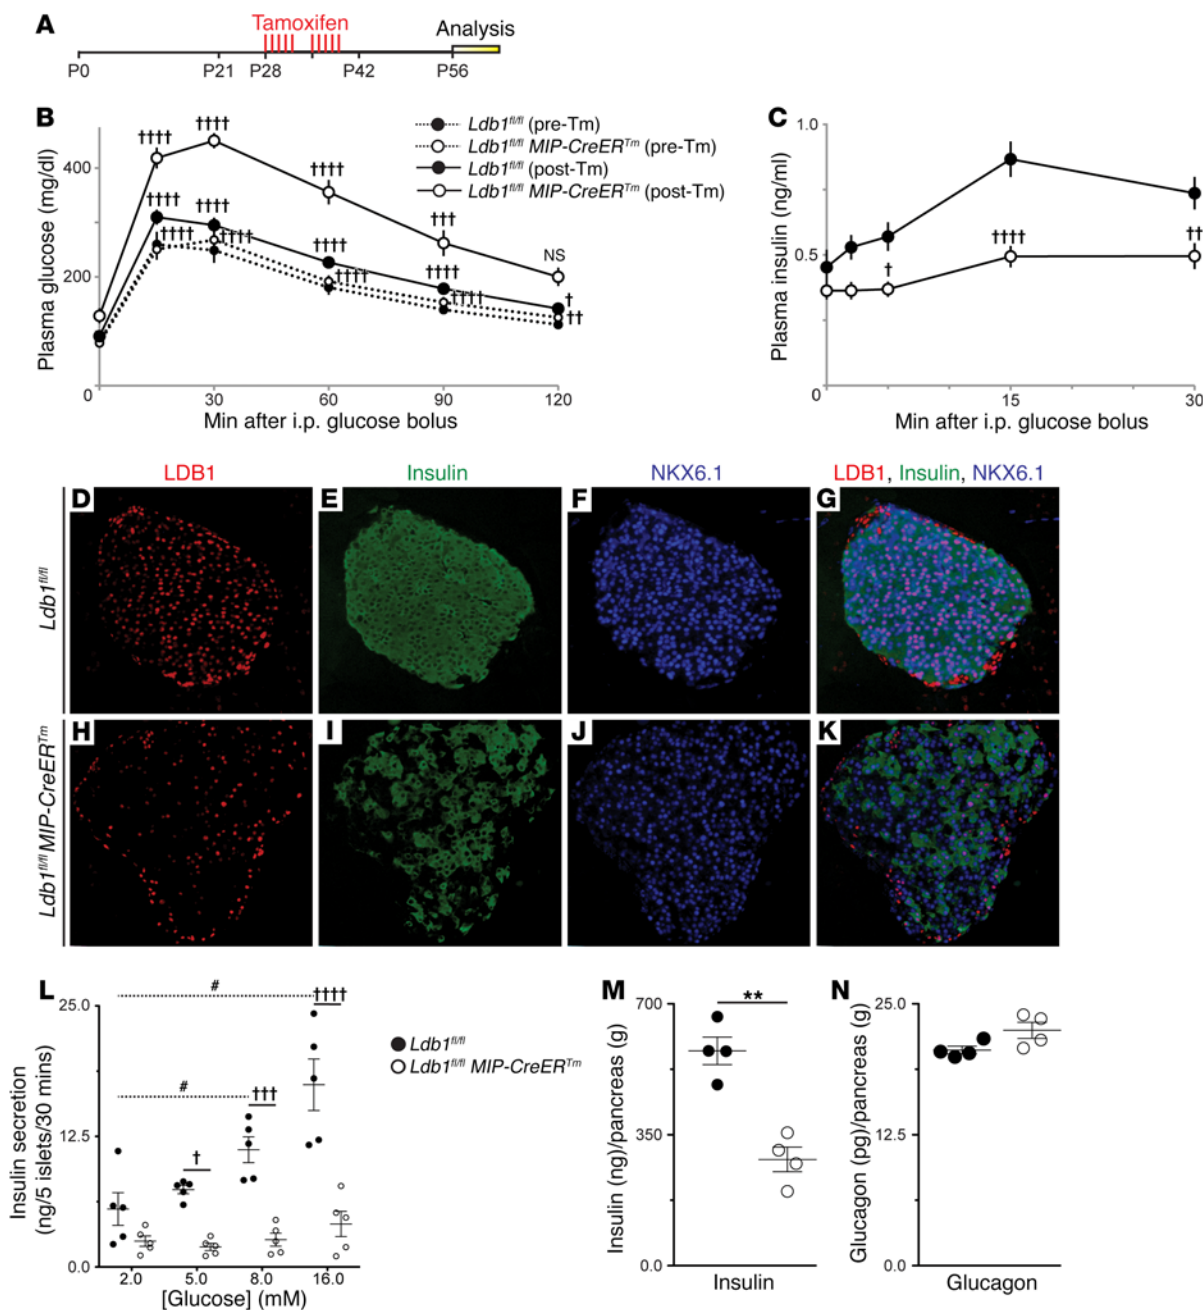 A
Tamoxifen
Analysis
P0 P21 P28 P42 P56
B
Plasma glucose (mg/dl)
400
200
0
††††
††††
††††
†††
NS
††††
††††
††††
††††
†
††††
††††
††††
††††
††
Ldb1fl/fl (pre-Tm)
Ldb1fl/fl MIP-CreERTm (pre-Tm)
Ldb1fl/fl (post-Tm)
Ldb1fl/fl MIP-CreERTm (post-Tm)
30 60 90 120
Min after i.p. glucose bolus
C
Plasma insulin (ng/ml)
1.0
0.5
0
†
††††
††
15 30
Min after i.p. glucose bolus
LDB1 Insulin NKX6.1 LDB1, Insulin, NKX6.1
Ldb1fl/fl
D E F G
Ldb1fl/fl MIP-CreERTm
H I J K
L
Insulin secretion
(ng/5 islets/30 mins)
25.0
12.5
0.0
#
††††
#
†††
†
2.0 5.0 8.0 16.0
[Glucose] (mM)
Ldb1fl/fl
Ldb1fl/fl MIP-CreERTm
M
Insulin (ng)/pancreas (g)
700
350
0.0
**
Insulin
N
Glucagon (pg)/pancreas (g)
25.0
12.5
0.0
Glucagon